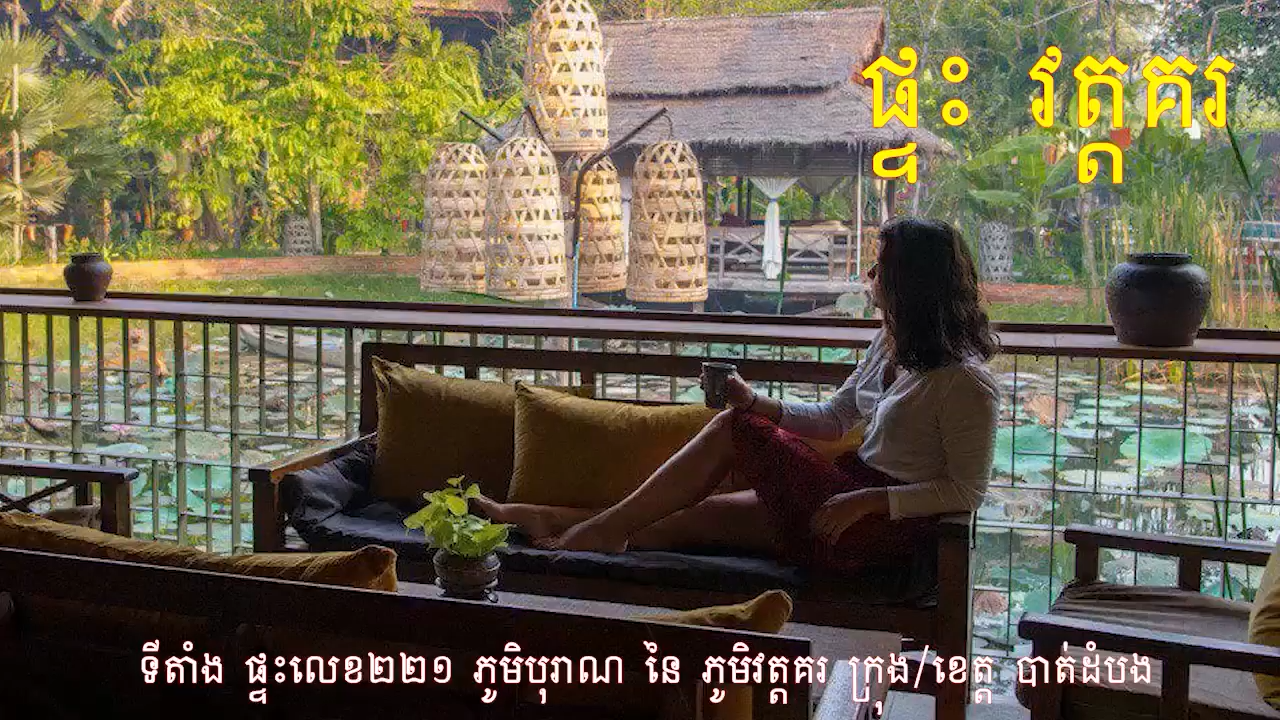 ផ្ទះ វត្តគរ
ទីតាំង ផ្ទះលេខ២២១ ភូមិបុរាណ នៃ ភូមិវត្តគរ ក្រុង/ខេត្ត បាត់ដំបង